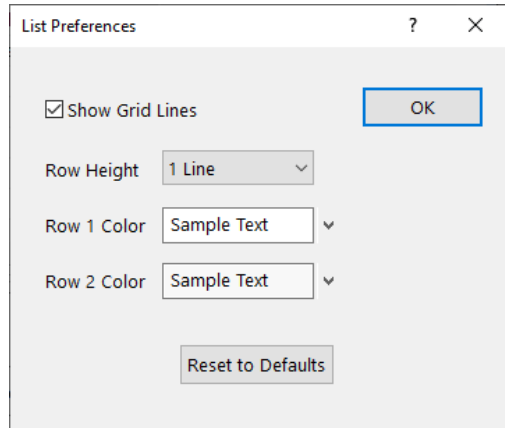 List Preferences ?
Show Grid Lines OK
Row Height 1 Line
Row 1 Color Sample Text
Row 2 Color Sample Text
Reset to Defaults